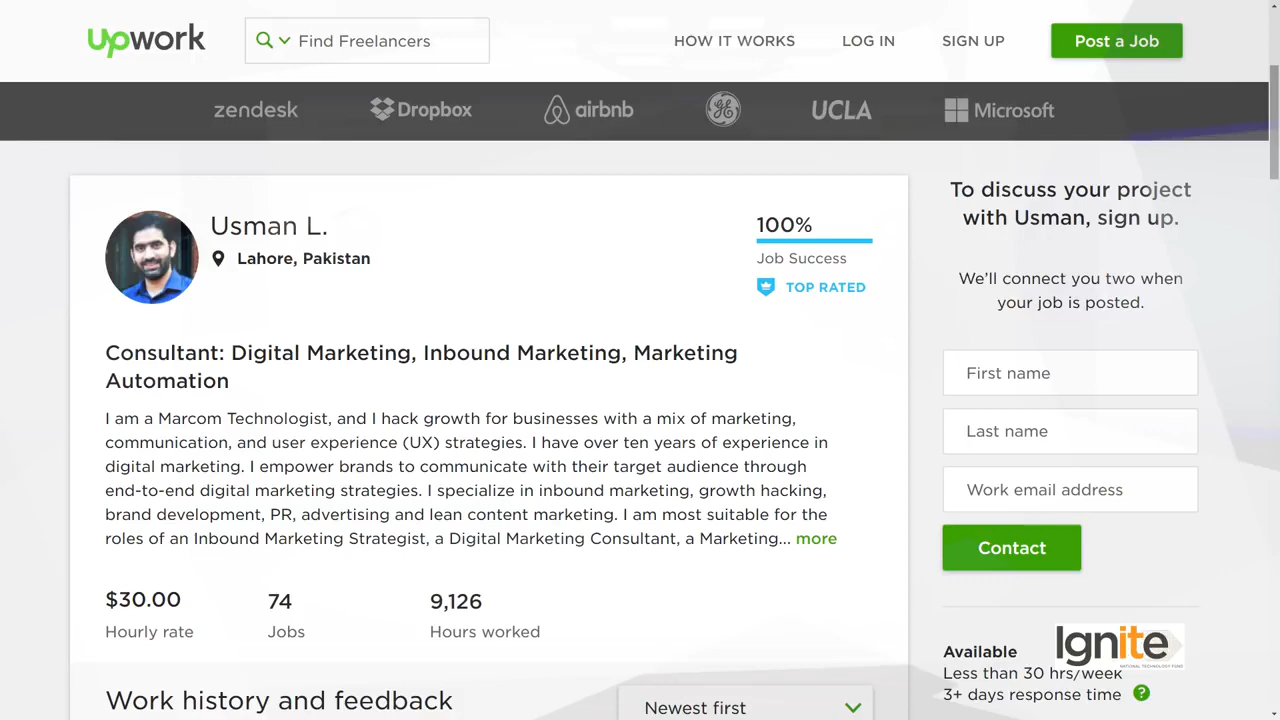 upwork
Find Freelancers
HOW IT WORKS
LOG IN
SIGN UP
Post a Job
zendesk
Dropbox
airbnb
GE
UCLA
Microsoft
Usman L.
Lahore, Pakistan
100%
Job Success
TOP RATED
Consultant: Digital Marketing, Inbound Marketing, Marketing
Automation
I am a Marcom Technologist, and I hack growth for businesses with a mix of marketing,
communication, and user experience (UX) strategies. I have over ten years of experience in
digital marketing. I empower brands to communicate with their target audience through
end-to-end digital marketing strategies. I specialize in inbound marketing, growth hacking,
brand development, PR, advertising and lean content marketing. I am most suitable for the
roles of an Inbound Marketing Strategist, a Digital Marketing Consultant, a Marketing... more
$30.00
Hourly rate
74
Jobs
9,126
Hours worked
Work history and feedback
Newest first
To discuss your project
with Usman, sign up.
We'll connect you two when
your job is posted.
First name
Last name
Work email address
Contact
Available
Less than 30 hrs/week
3+ days response time ?
Ignite
NATIONAL TECHNOLOGY FUND